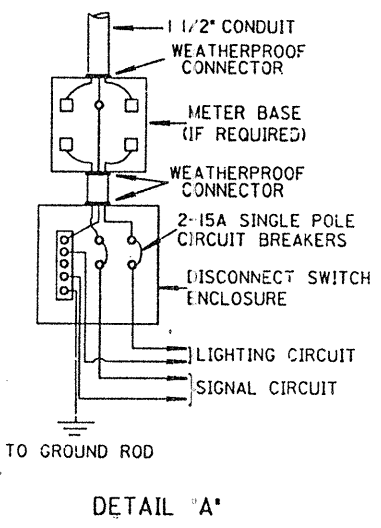 1 1/2" CONDUIT
WEATHERPROOF
CONNECTOR
METER BASE
(IF REQUIRED)
WEATHERPROOF
CONNECTOR
2-15A SINGLE POLE
CIRCUIT BREAKERS
DISCONNECT SWITCH
ENCLOSURE
LIGHTING CIRCUIT
SIGNAL CIRCUIT
TO GROUND ROD
DETAIL "A"